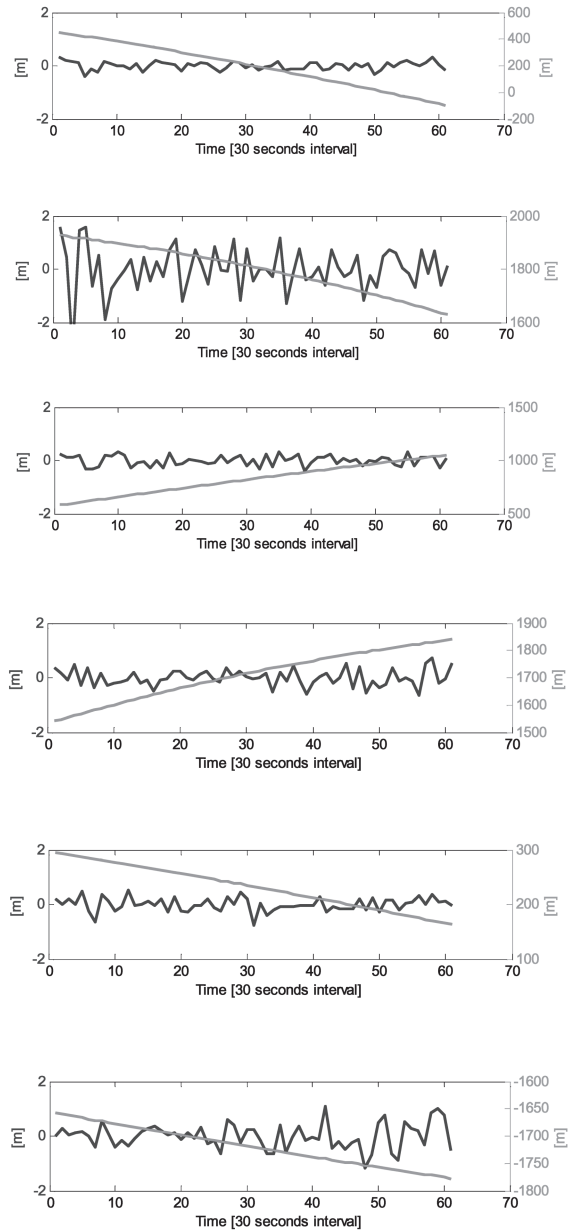 2 600
400
[m] 0 200 [m]
0
-2 -200
0 10 20 30 40 50 60 70
Time [30 seconds interval]
2 2000
[m] 0 1800 [m]
-2 1600
0 10 20 30 40 50 60 70
Time [30 seconds interval]
2 1500
[m] 0 1000 [m]
-2 500
0 10 20 30 40 50 60 70
Time [30 seconds interval]
2 1900
1800
[m] 0 1700 [m]
1600
-2 1500
0 10 20 30 40 50 60 70
Time [30 seconds interval]
2 300
[m] 0 200 [m]
-2 100
0 10 20 30 40 50 60 70
Time [30 seconds interval]
2 -1600
-1650
[m] 0 -1700 [m]
-1750
-2 -1800
0 10 20 30 40 50 60 70
Time [30 seconds interval]